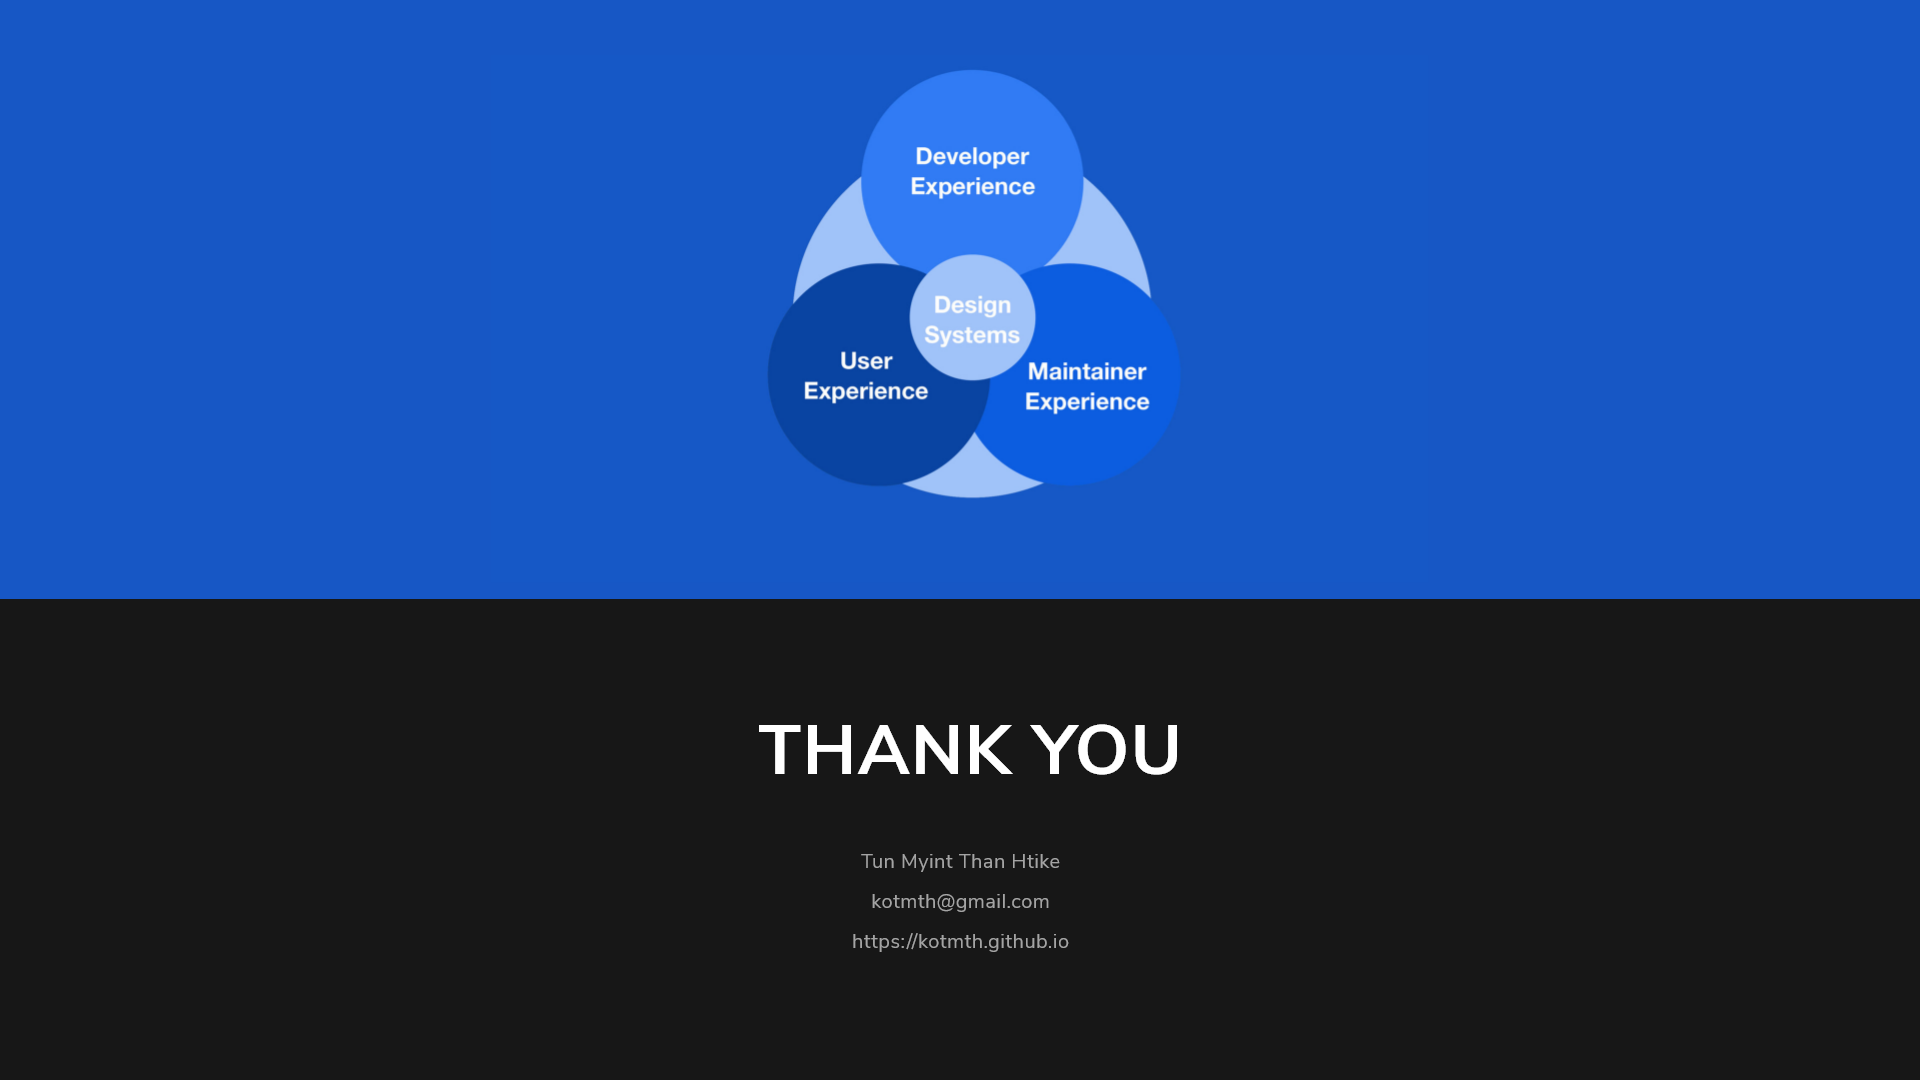 Developer
Experience
Design
Systems
User
Experience
Maintainer
Experience
THANK YOU
Tun Myint Than Htike
kotmth@gmail.com
https://kotmth.github.io